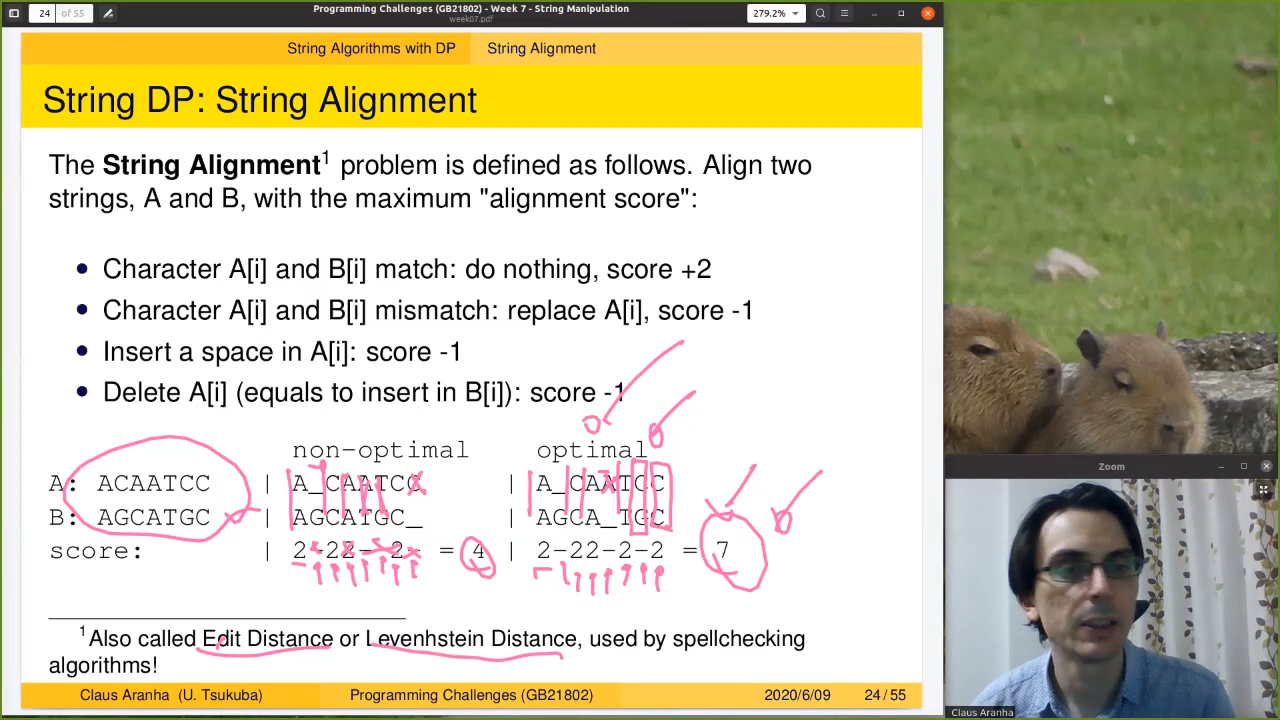 Programming Challenges (GB21802) - Week 7 - String Manipulation
week07.pdf
24 of 55
279.2%
String Algorithms with DP String Alignment
String DP: String Alignment
The String Alignment1 problem is defined as follows. Align two
strings, A and B, with the maximum "alignment score":
Character A[i] and B[i] match: do nothing, score +2
Character A[i] and B[i] mismatch: replace A[i], score -1
Insert a space in A[i]: score -1
Delete A[i] (equals to insert in B[i]): score -1
non-optimal optimal
A: ACAATCC | A_CAATCC | A_CAATCC
B: AGCATGC | AGCATGC_ | AGCA_TGC
score: | 2-22--2- = 4 | 2-22-2-2 = 7
1Also called Edit Distance or Levenhstein Distance, used by spellchecking
algorithms!
Claus Aranha (U. Tsukuba) Programming Challenges (GB21802) 2020/6/09 24 / 55
Zoom
Claus Aranha